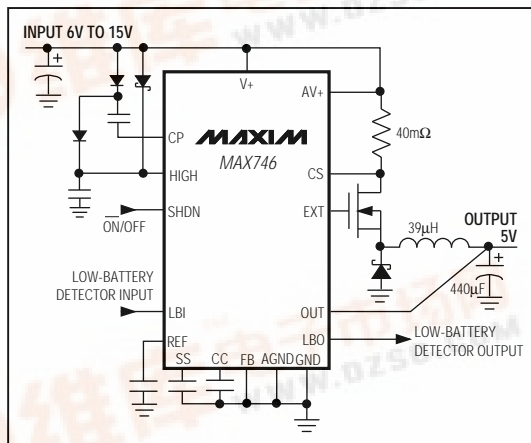 INPUT 6V TO 15V
V+
AV+
40mΩ
CP
MAXIM
MAX746
HIGH
CS
SHDN
EXT
ON/OFF
39µH
OUTPUT
5V
LOW-BATTERY
DETECTOR INPUT
LBI
OUT
440µF
LBO
LOW-BATTERY
DETECTOR OUTPUT
REF
SS
CC
FB
AGND
GND